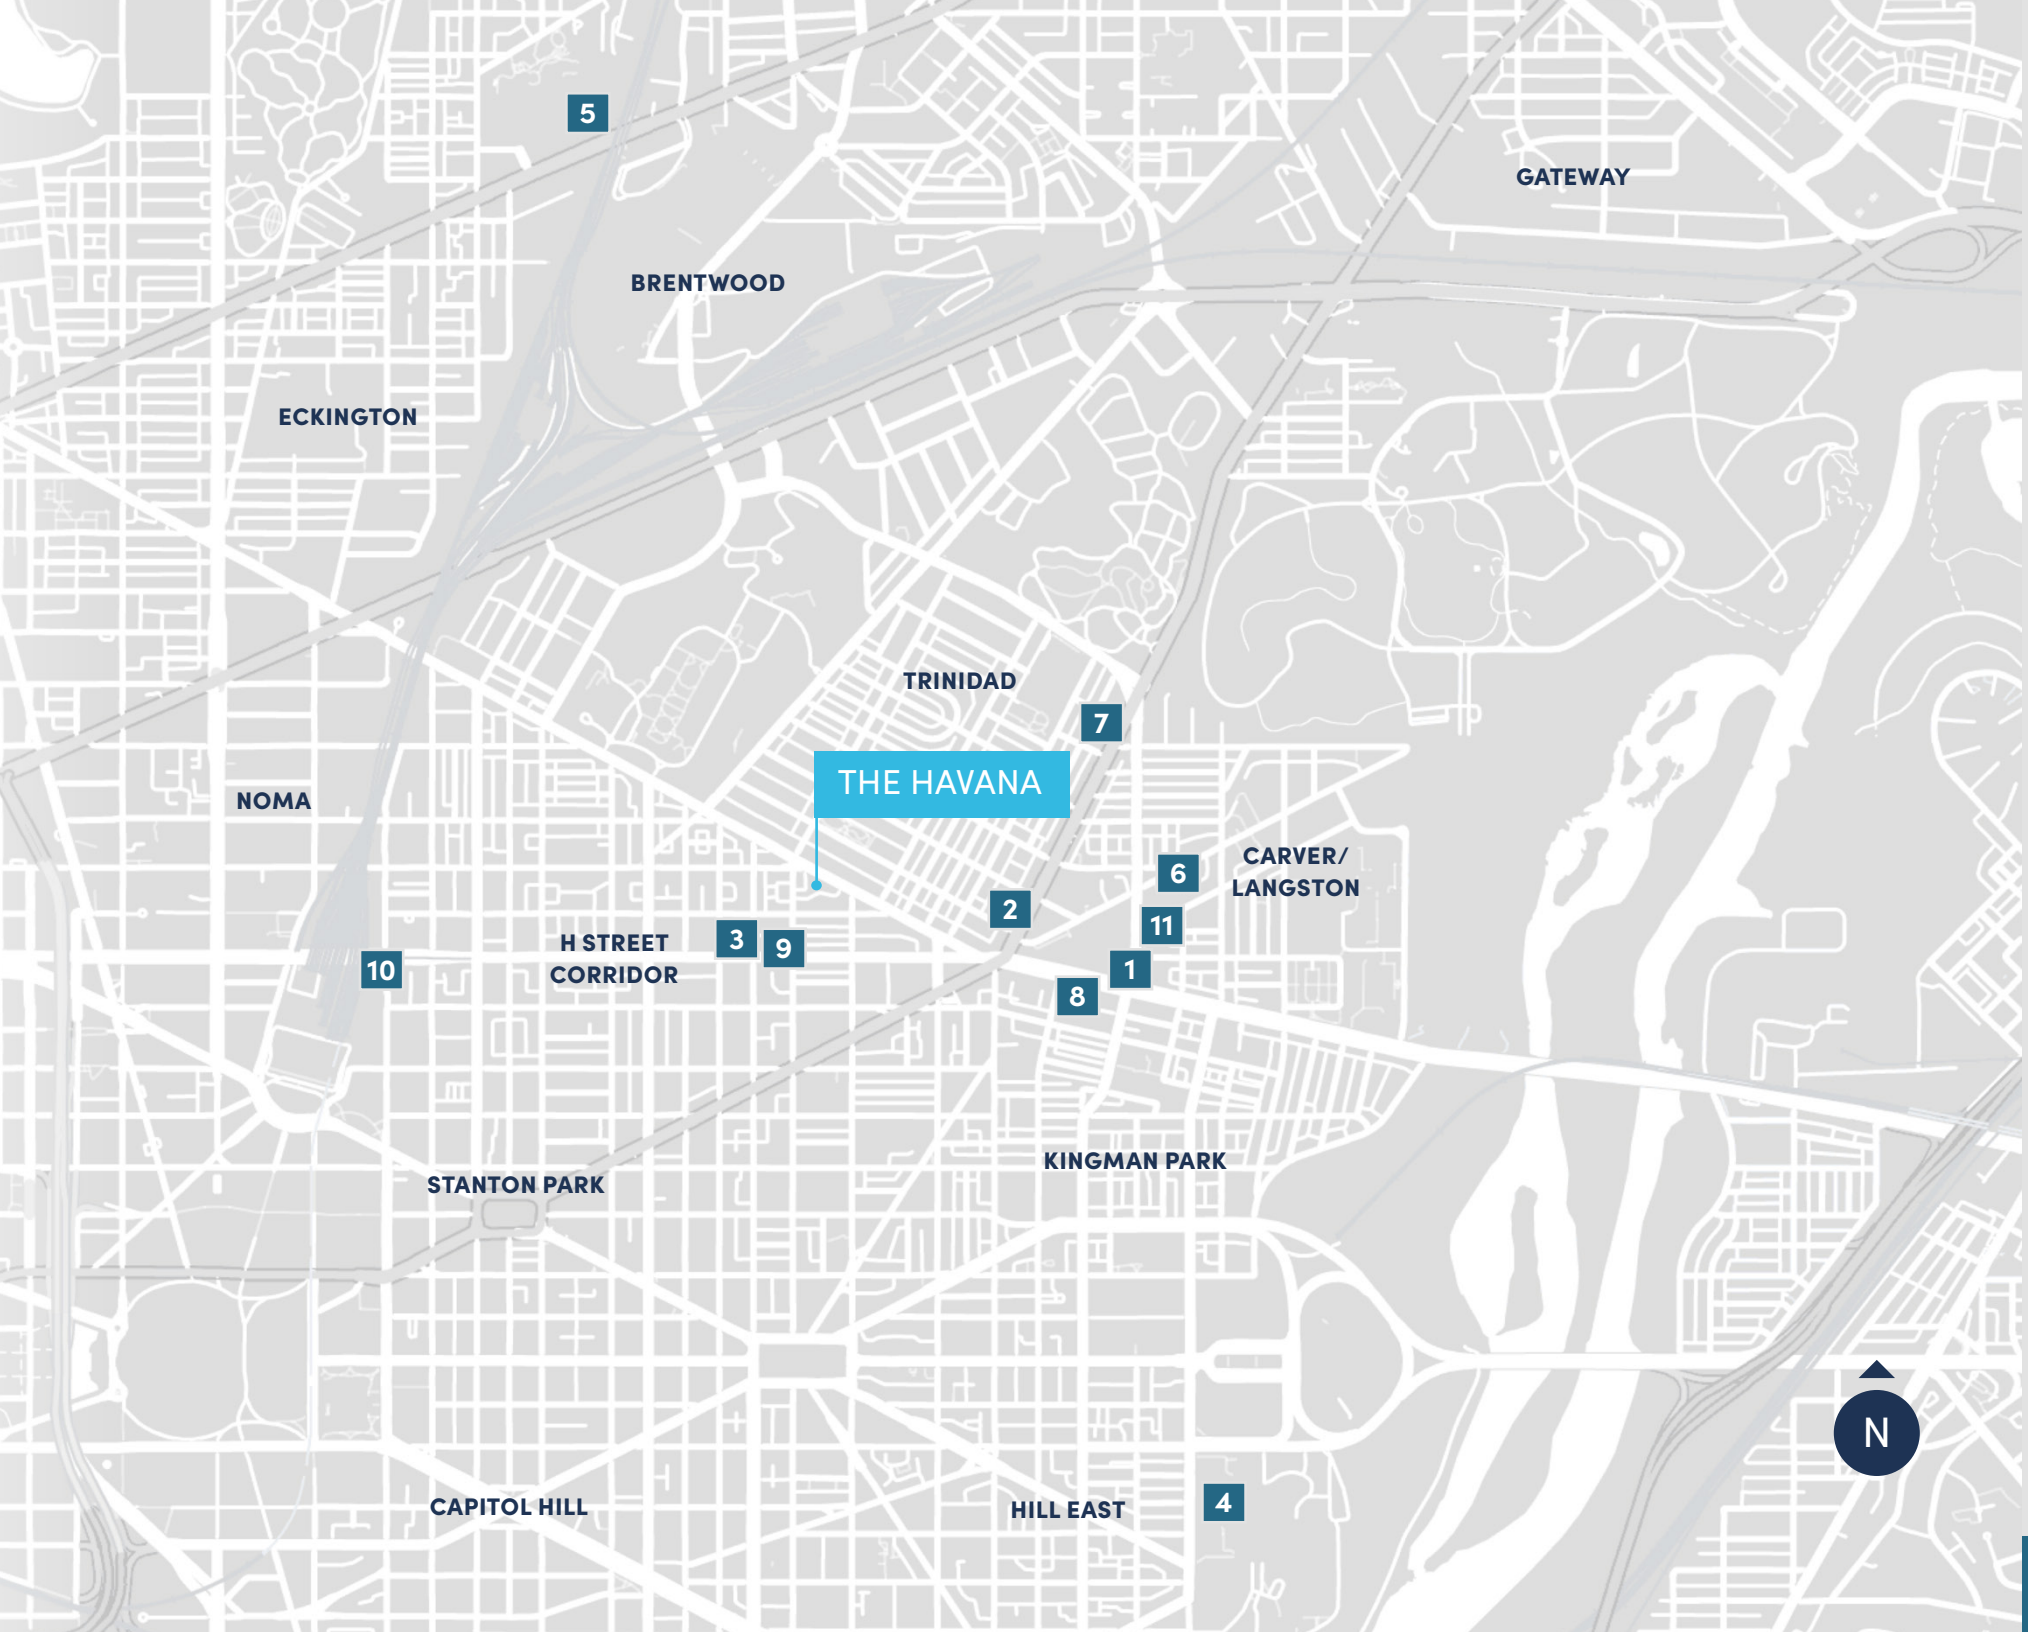 5
GATEWAY
BRENTWOOD
ECKINGTON
TRINIDAD
7
THE HAVANA
NOMA
CARVER/
LANGSTON
6
2
11
3
9
H STREET
CORRIDOR
10
1
8
KINGMAN PARK
STANTON PARK
N
CAPITOL HILL
HILL EAST
4